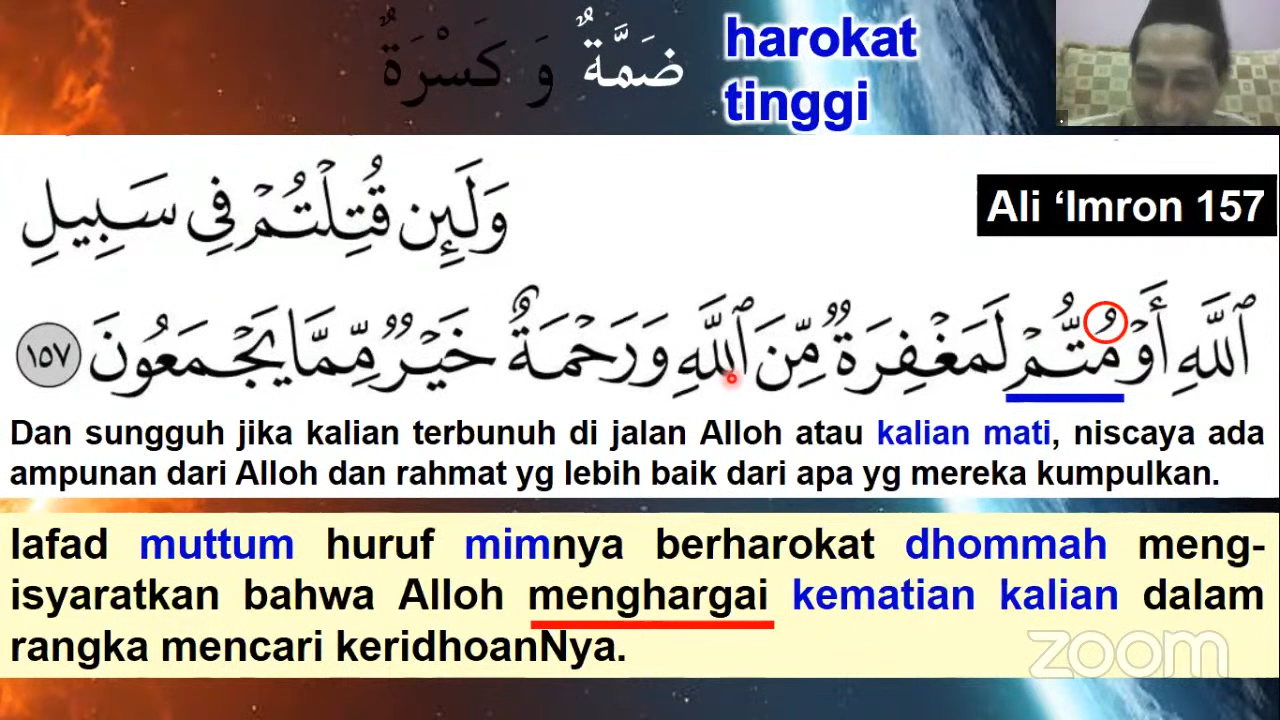 ضَمَّةٌ وَ كَسْرَةٌ
harokat
tinggi
Ali ‘Imron 157
وَلَئِن قُتِلْتُمْ فِى سَبِيلِ
ٱللَّهِ أَوْ مُتُّمْ لَمَغْفِرَةٌ مِّنَ ٱللَّهِ وَرَحْمَةٌ خَيْرٌ مِّمَّا يَجْمَعُونَ ١٥٧
Dan sungguh jika kalian terbunuh di jalan Alloh atau kalian mati, niscaya ada
ampunan dari Alloh dan rahmat yg lebih baik dari apa yg mereka kumpulkan.
lafad muttum huruf mimnya berharokat dhommah meng-
isyaratkan bahwa Alloh menghargai kematian kalian dalam
rangka mencari keridhoanNya.
zoom